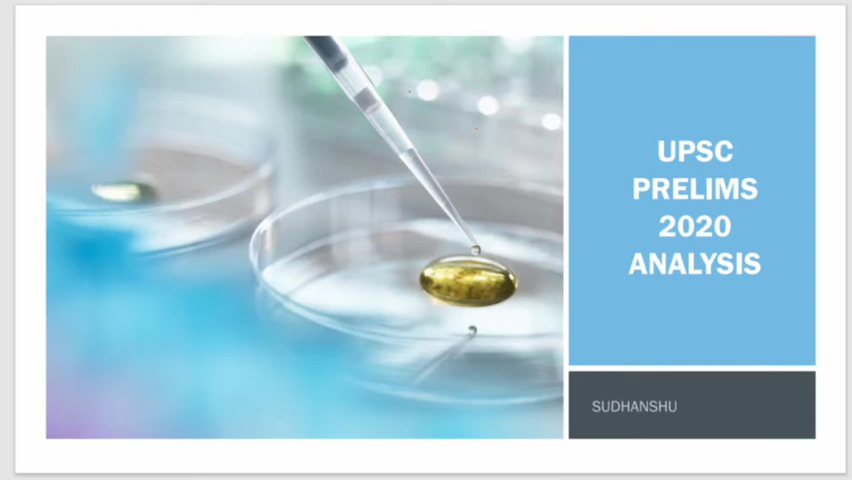 UPSC
PRELIMS
2020
ANALYSIS
SUDHANSHU